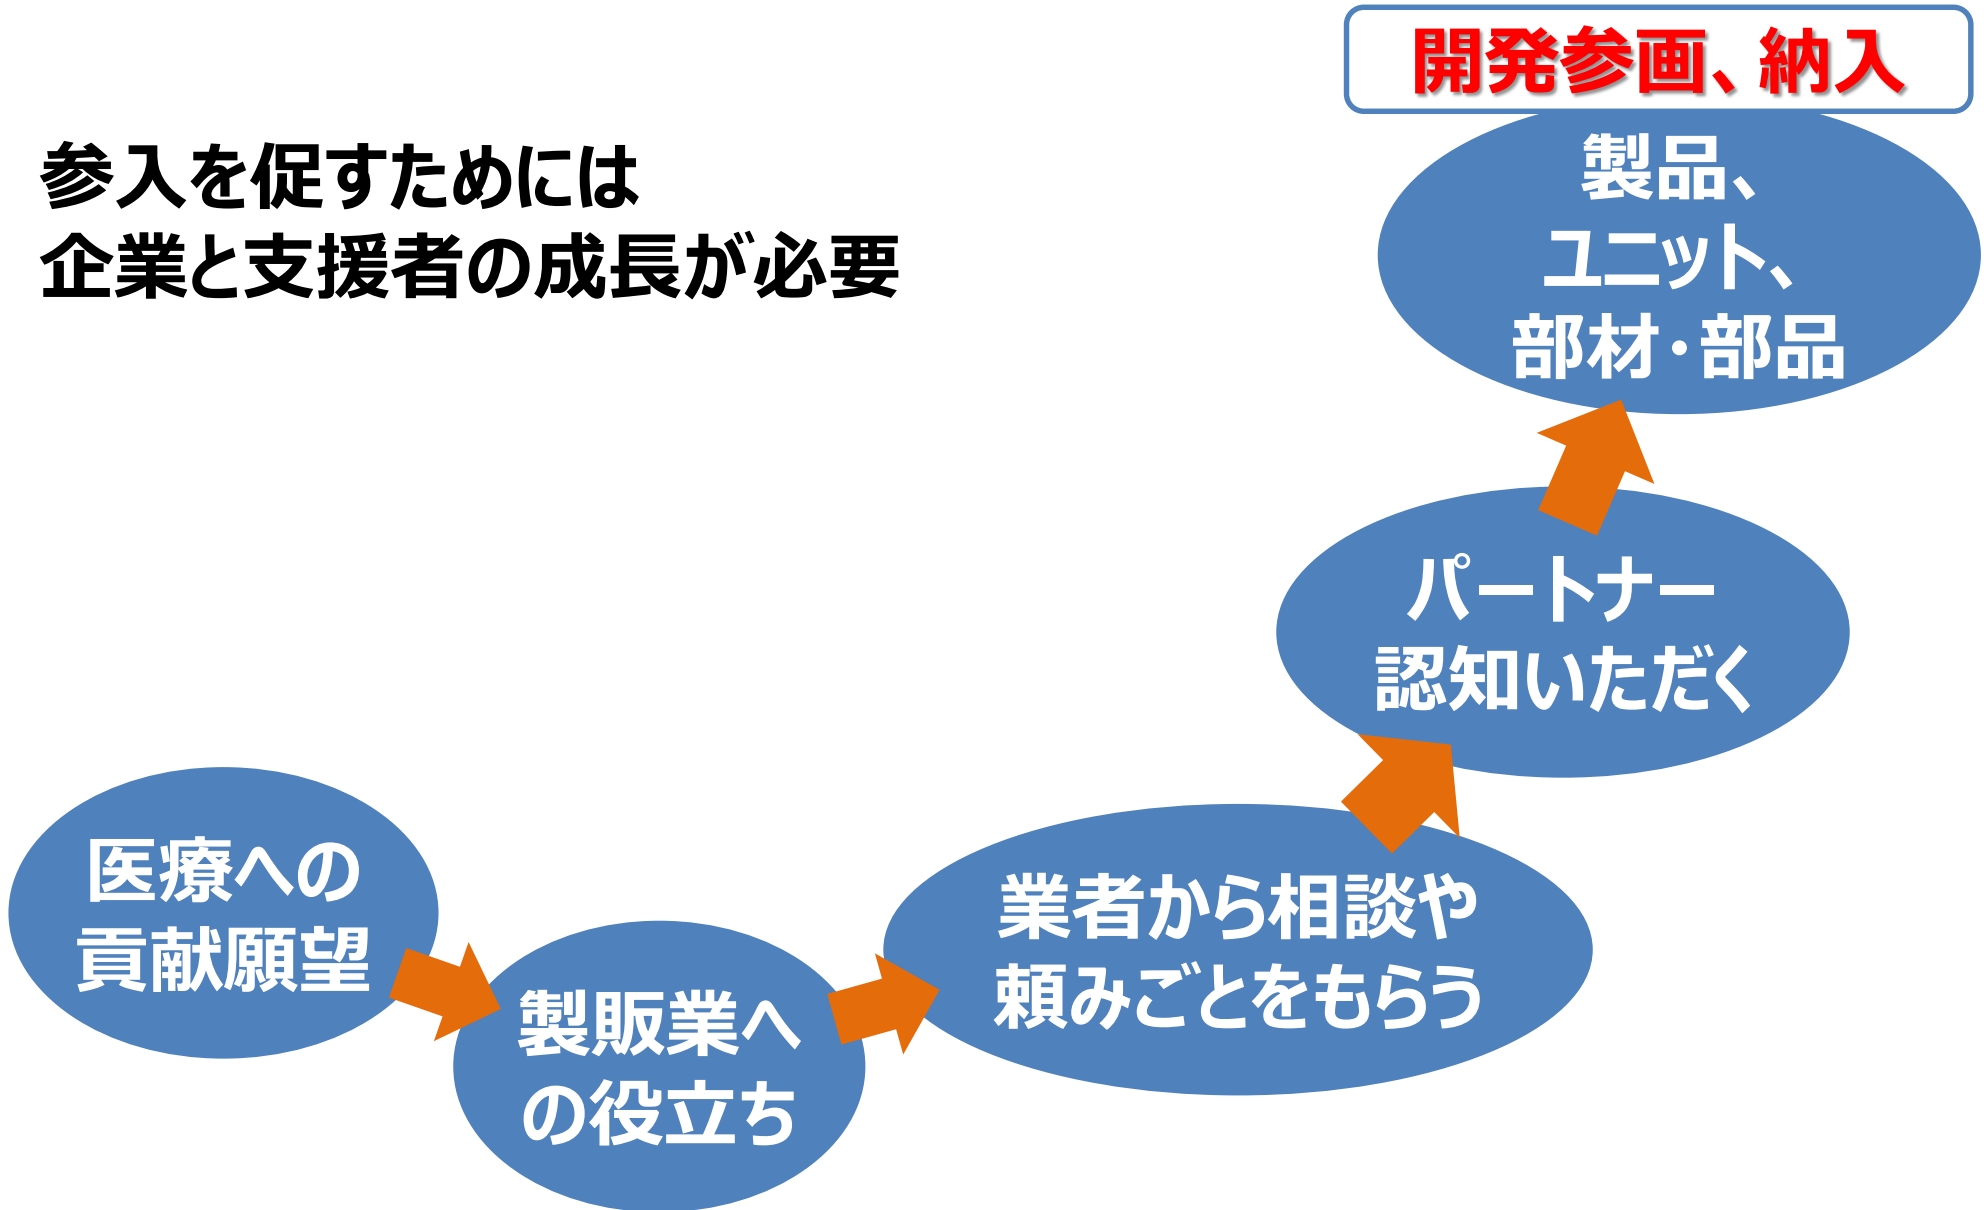 開発参画、納入
参入を促すためには
企業と支援者の成長が必要
製品、
ユニット、
部材・部品
パートナー
認知いただく
医療への
貢献願望
製販業へ
の役立ち
業者から相談や
頼みごとをもらう